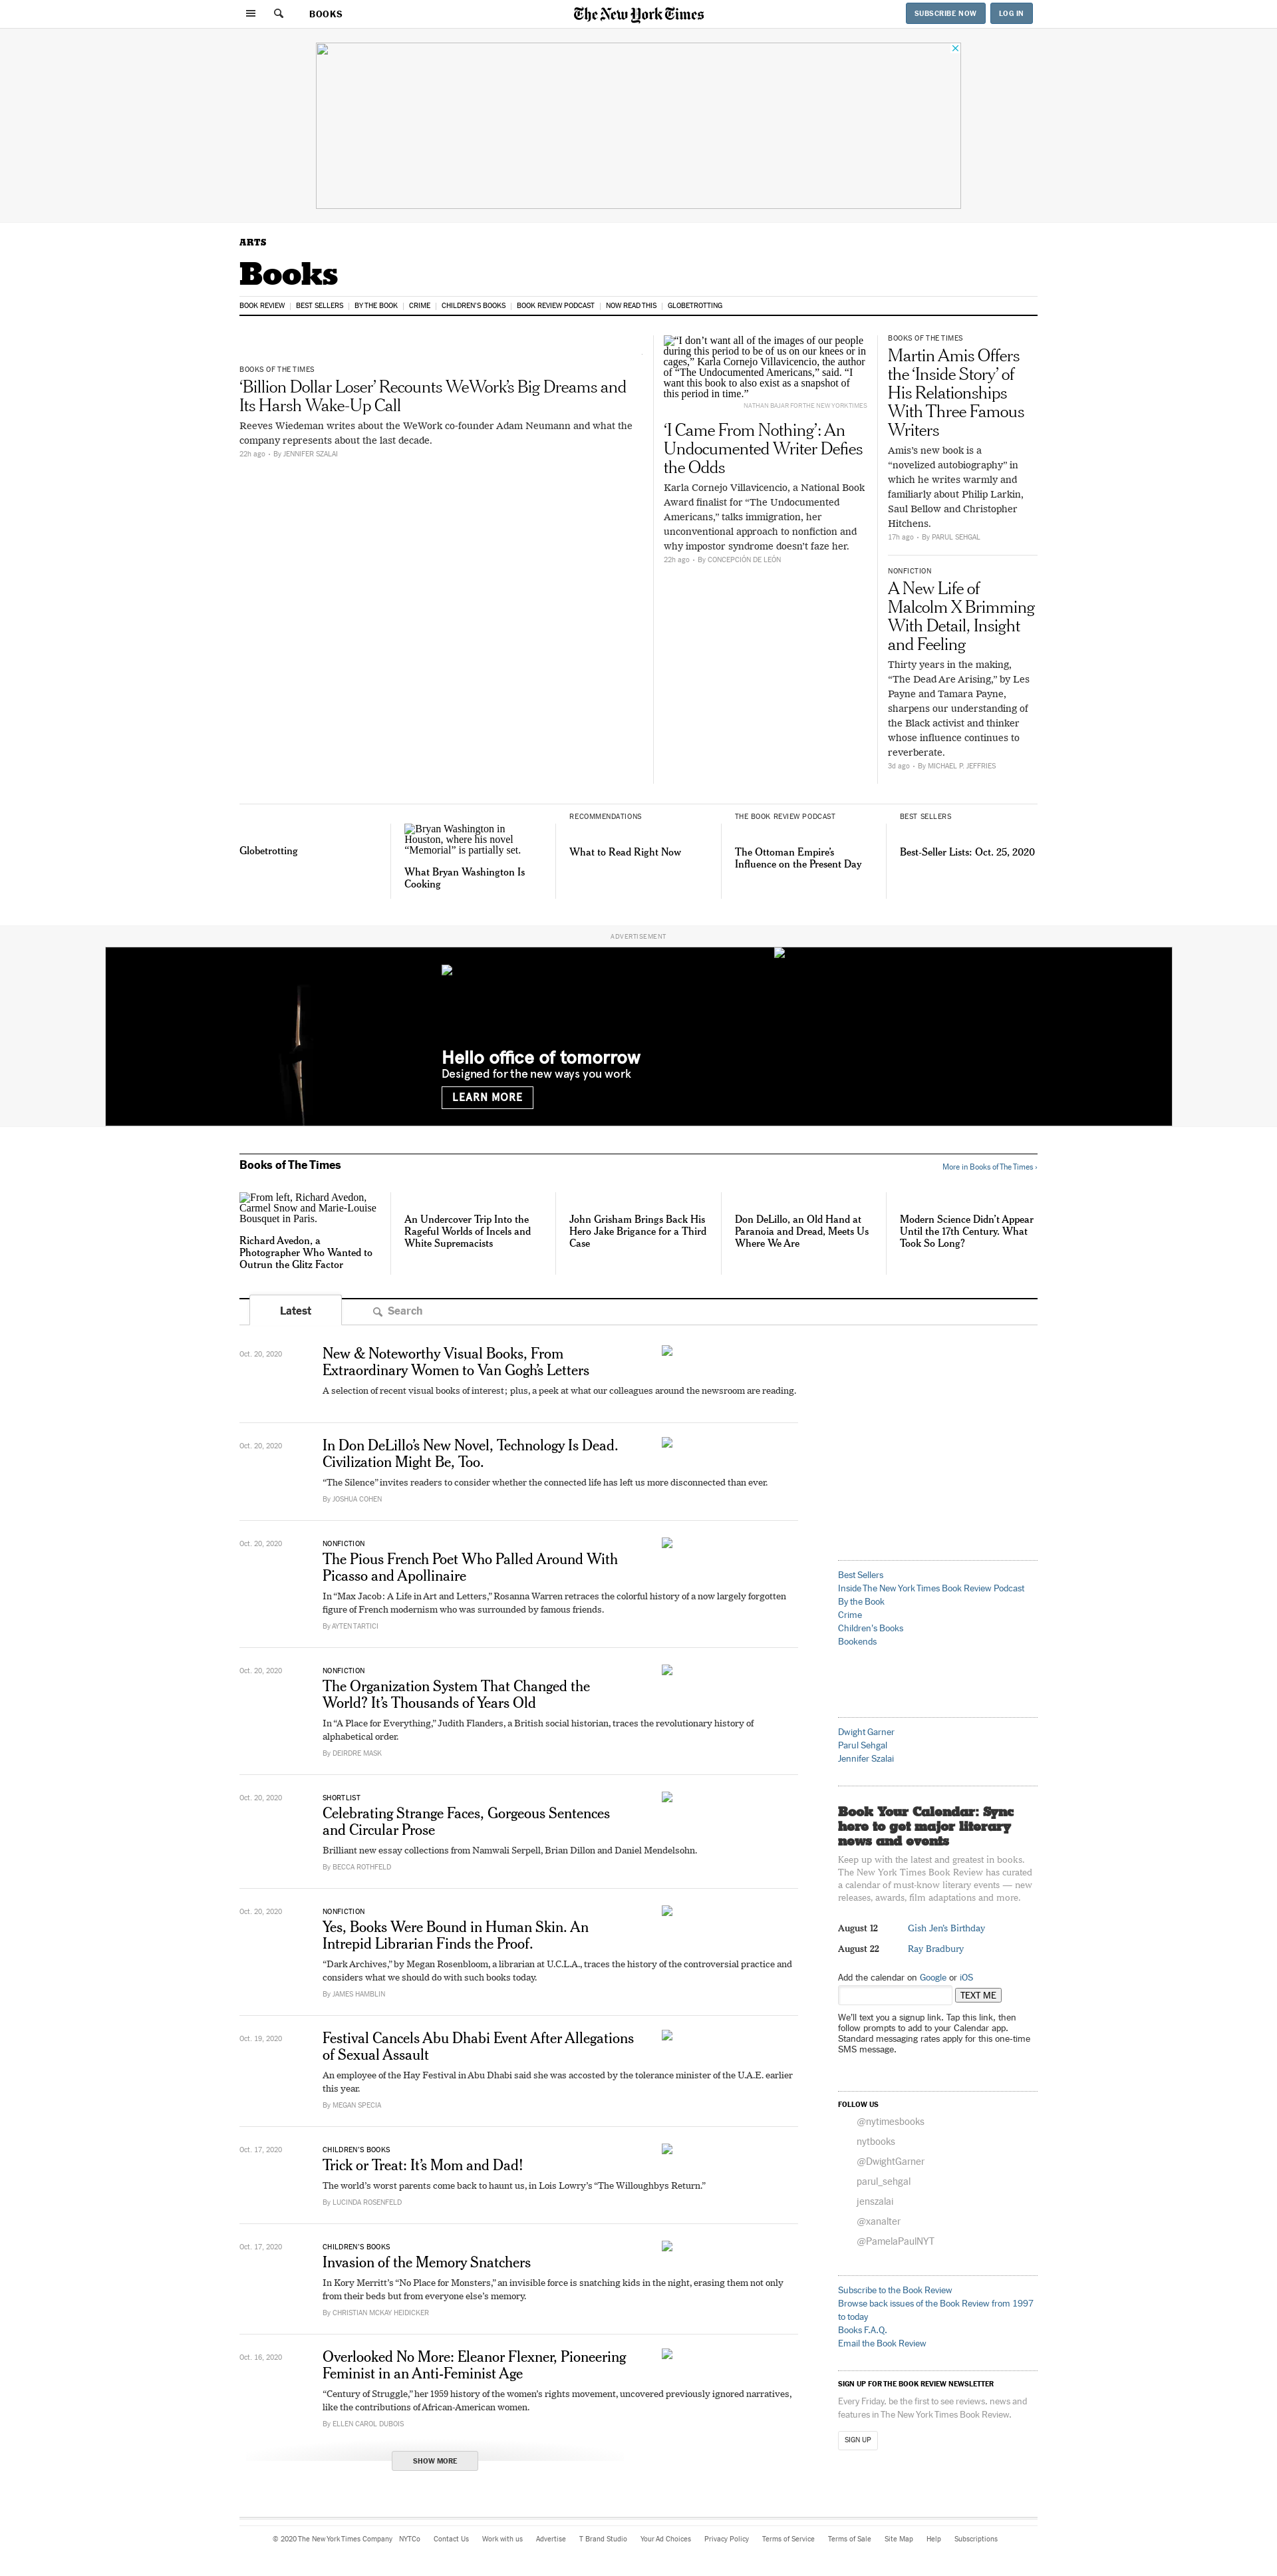 BOOKS
The New York Times
SUBSCRIBE NOW
LOG IN
ARTS
Books
BOOK REVIEW
BEST SELLERS
BY THE BOOK
CRIME
CHILDREN'S BOOKS
BOOK REVIEW PODCAST
NOW READ THIS
GLOBETROTTING
BOOKS OF THE TIMES
‘Billion Dollar Loser’ Recounts WeWork’s Big Dreams and
Its Harsh Wake-Up Call
Reeves Wiedeman writes about the WeWork co-founder Adam Neumann and what the
company represents about the last decade.
22h ago - By JENNIFER SZALAI
“I don’t want all of the images of our people
during this period to be of us on our knees or in
cages,” Karla Cornejo Villavicencio, the author
of “The Undocumented Americans,” said. “I
want this book to also exist as a snapshot of
this period in time.”
NATHAN BAJAR FOR THE NEW YORK TIMES
‘I Came From Nothing’: An
Undocumented Writer Defies
the Odds
Karla Cornejo Villavicencio, a National Book
Award finalist for “The Undocumented
Americans,” talks immigration, her
unconventional approach to nonfiction and
why impostor syndrome doesn’t faze her.
22h ago - By CONCEPCIÓN DE LEÓN
BOOKS OF THE TIMES
Martin Amis Offers
the ‘Inside Story’ of
His Relationships
With Three Famous
Writers
Amis’s new book is a
“novelized autobiography” in
which he writes warmly and
familiarly about Philip Larkin,
Saul Bellow and Christopher
Hitchens.
17h ago - By PARUL SEHGAL
NONFICTION
A New Life of
Malcolm X Brimming
With Detail, Insight
and Feeling
Thirty years in the making,
“The Dead Are Arising,” by Les
Payne and Tamara Payne,
sharpens our understanding of
the Black activist and thinker
whose influence continues to
reverberate.
3d ago - By MICHAEL P. JEFFRIES
Globetrotting
Bryan Washington in
Houston, where his novel
“Memorial” is partially set.
What Bryan Washington Is
Cooking
RECOMMENDATIONS
What to Read Right Now
THE BOOK REVIEW PODCAST
The Ottoman Empire’s
Influence on the Present Day
BEST SELLERS
Best-Seller Lists: Oct. 25, 2020
ADVERTISEMENT
Hello office of tomorrow
Designed for the new ways you work
LEARN MORE
Books of The Times
More in Books of The Times ›
From left, Richard Avedon,
Carmel Snow and Marie-Louise
Bousquet in Paris.
Richard Avedon, a
Photographer Who Wanted to
Outrun the Glitz Factor
An Undercover Trip Into the
Rageful Worlds of Incels and
White Supremacists
John Grisham Brings Back His
Hero Jake Brigance for a Third
Case
Don DeLillo, an Old Hand at
Paranoia and Dread, Meets Us
Where We Are
Modern Science Didn’t Appear
Until the 17th Century. What
Took So Long?
Latest
Search
Oct. 20, 2020
New & Noteworthy Visual Books, From
Extraordinary Women to Van Gogh’s Letters
A selection of recent visual books of interest; plus, a peek at what our colleagues around the newsroom are reading.
Oct. 20, 2020
In Don DeLillo’s New Novel, Technology Is Dead.
Civilization Might Be, Too.
“The Silence” invites readers to consider whether the connected life has left us more disconnected than ever.
By JOSHUA COHEN
Oct. 20, 2020
NONFICTION
The Pious French Poet Who Palled Around With
Picasso and Apollinaire
In “Max Jacob: A Life in Art and Letters,” Rosanna Warren retraces the colorful history of a now largely forgotten
figure of French modernism who was surrounded by famous friends.
By AYTEN TARTICI
Oct. 20, 2020
NONFICTION
The Organization System That Changed the
World? It’s Thousands of Years Old
In “A Place for Everything,” Judith Flanders, a British social historian, traces the revolutionary history of
alphabetical order.
By DEIRDRE MASK
Oct. 20, 2020
SHORTLIST
Celebrating Strange Faces, Gorgeous Sentences
and Circular Prose
Brilliant new essay collections from Namwali Serpell, Brian Dillon and Daniel Mendelsohn.
By BECCA ROTHFELD
Oct. 20, 2020
NONFICTION
Yes, Books Were Bound in Human Skin. An
Intrepid Librarian Finds the Proof.
“Dark Archives,” by Megan Rosenbloom, a librarian at U.C.L.A., traces the history of the controversial practice and
considers what we should do with such books today.
By JAMES HAMBLIN
Oct. 19, 2020
Festival Cancels Abu Dhabi Event After Allegations
of Sexual Assault
An employee of the Hay Festival in Abu Dhabi said she was accosted by the tolerance minister of the U.A.E. earlier
this year.
By MEGAN SPECIA
Oct. 17, 2020
CHILDREN’S BOOKS
Trick or Treat: It’s Mom and Dad!
The world’s worst parents come back to haunt us, in Lois Lowry’s “The Willoughbys Return.”
By LUCINDA ROSENFELD
Oct. 17, 2020
CHILDREN’S BOOKS
Invasion of the Memory Snatchers
In Kory Merritt’s “No Place for Monsters,” an invisible force is snatching kids in the night, erasing them not only
from their beds but from everyone else’s memory.
By CHRISTIAN MCKAY HEIDICKER
Oct. 16, 2020
Overlooked No More: Eleanor Flexner, Pioneering
Feminist in an Anti-Feminist Age
“Century of Struggle,” her 1959 history of the women’s rights movement, uncovered previously ignored narratives,
like the contributions of African-American women.
By ELLEN CAROL DUBOIS
SHOW MORE
Best Sellers
Inside The New York Times Book Review Podcast
By the Book
Crime
Children's Books
Bookends
Dwight Garner
Parul Sehgal
Jennifer Szalai
Book Your Calendar: Sync
here to get major literary
news and events
Keep up with the latest and greatest in books.
The New York Times Book Review has curated
a calendar of must-know literary events — new
releases, awards, film adaptations and more.
August 12 Gish Jen's Birthday
August 22 Ray Bradbury
Add the calendar on Google or iOS
TEXT ME
We'll text you a signup link. Tap this link, then
follow prompts to add to your Calendar app.
Standard messaging rates apply for this one-time
SMS message.
FOLLOW US
@nytimesbooks
nytbooks
@DwightGarner
parul_sehgal
jenszalai
@xanalter
@PamelaPaulNYT
Subscribe to the Book Review
Browse back issues of the Book Review from 1997
to today
Books F.A.Q.
Email the Book Review
SIGN UP FOR THE BOOK REVIEW NEWSLETTER
Every Friday, be the first to see reviews, news and
features in The New York Times Book Review.
SIGN UP
© 2020 The New York Times Company NYTCo Contact Us Work with us Advertise T Brand Studio Your Ad Choices Privacy Policy Terms of Service Terms of Sale Site Map Help Subscriptions